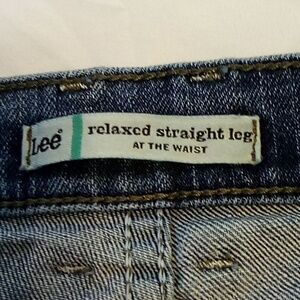 Lee®
relaxed straight leg
AT THE WAIST